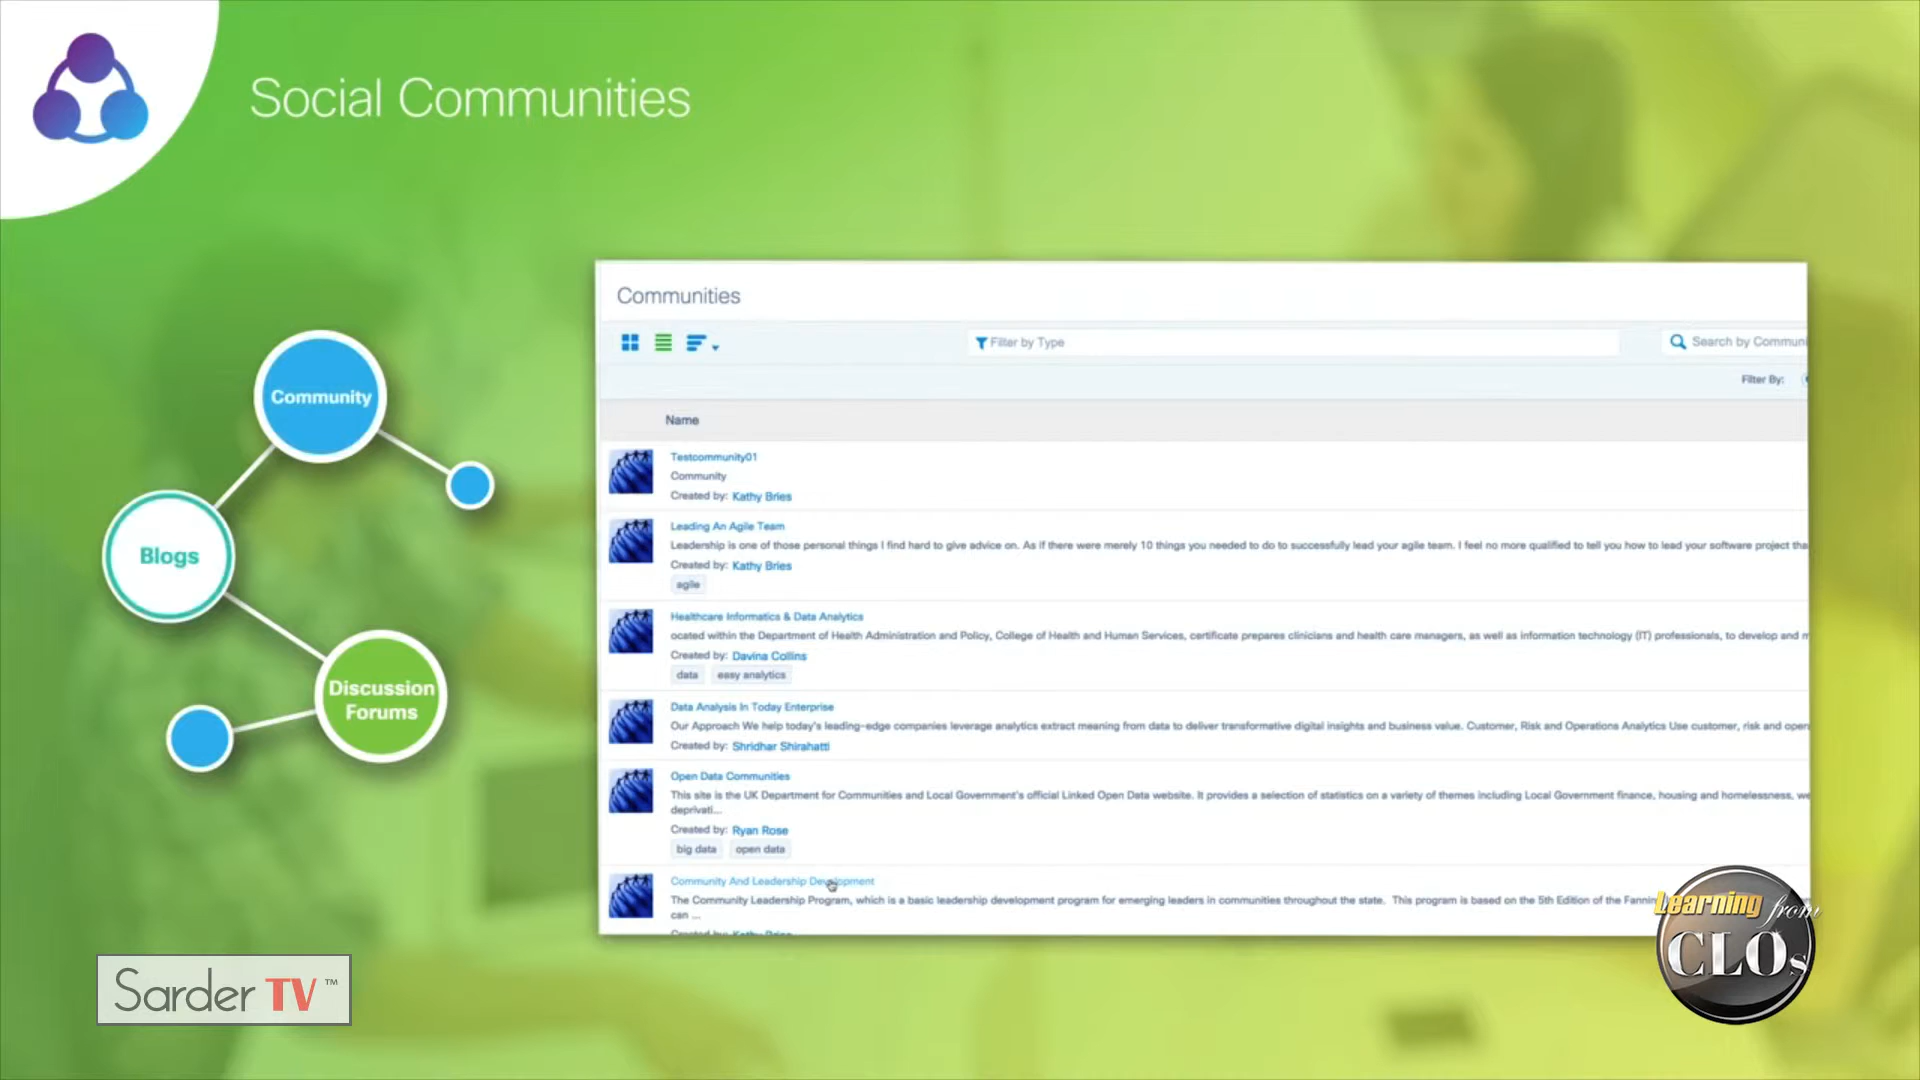 Social Communities
Community
Blogs
Discussion
Forums
Communities
Filter by Type
Search by Communi
Filter By:
Name
Testcommunity01
Community
Created by: Kathy Bries
Leading An Agile Team
Leadership is one of those personal things I find hard to give advice on. As if there were merely 10 things you needed to do to successfully lead your agile team. I feel no more qualified to tell you how to lead your software project tha
Created by: Kathy Bries
agile
Healthcare Informatics & Data Analytics
ocated within the Department of Health Administration and Policy, College of Health and Human Services, certificate prepares clinicians and health care managers, as well as information technology (IT) professionals, to develop and m
Created by: Davina Collins
data easy analytics
Data Analysis In Today Enterprise
Our Approach We help today's leading-edge companies leverage analytics extract meaning from data to deliver transformative digital insights and business value. Customer, Risk and Operations Analytics Use customer, risk and open
Created by: Shridhar Shirahatti
Open Data Communities
This site is the UK Department for Communities and Local Government's official Linked Open Data website. It provides a selection of statistics on a variety of themes including Local Government finance, housing and homelessness, we
deprivati...
Created by: Ryan Rose
big data open data
Community And Leadership Development
The Community Leadership Program, which is a basic leadership development program for emerging leaders in communities throughout the state. This program is based on the 5th Edition of the Fannin
can ...
Created by: Kathy Bries
Sarder TV™
Learning from
CLOs